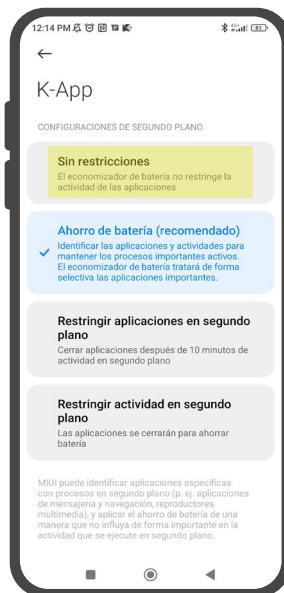 12:14 PM
K-App
CONFIGURACIONES DE SEGUNDO PLANO
Sin restricciones
El economizador de batería no restringe la
actividad de las aplicaciones
Ahorro de batería (recomendado)
Identificar las aplicaciones y actividades para
mantener los procesos importantes activos.
El economizador de batería tratará de forma
selectiva las aplicaciones importantes.
Restringir aplicaciones en segundo
plano
Cerrar aplicaciones después de 10 minutos de
actividad en segundo plano
Restringir actividad en segundo
plano
Las aplicaciones se cerrarán para ahorrar
batería
MIUI puede identificar aplicaciones específicas
con procesos en segundo plano (p. ej. aplicaciones
de mensajería y navegación, reproductores
multimedia), y aplicar el ahorro de batería de una
manera que no influya de forma importante en la
actividad que se ejecute en segundo plano.